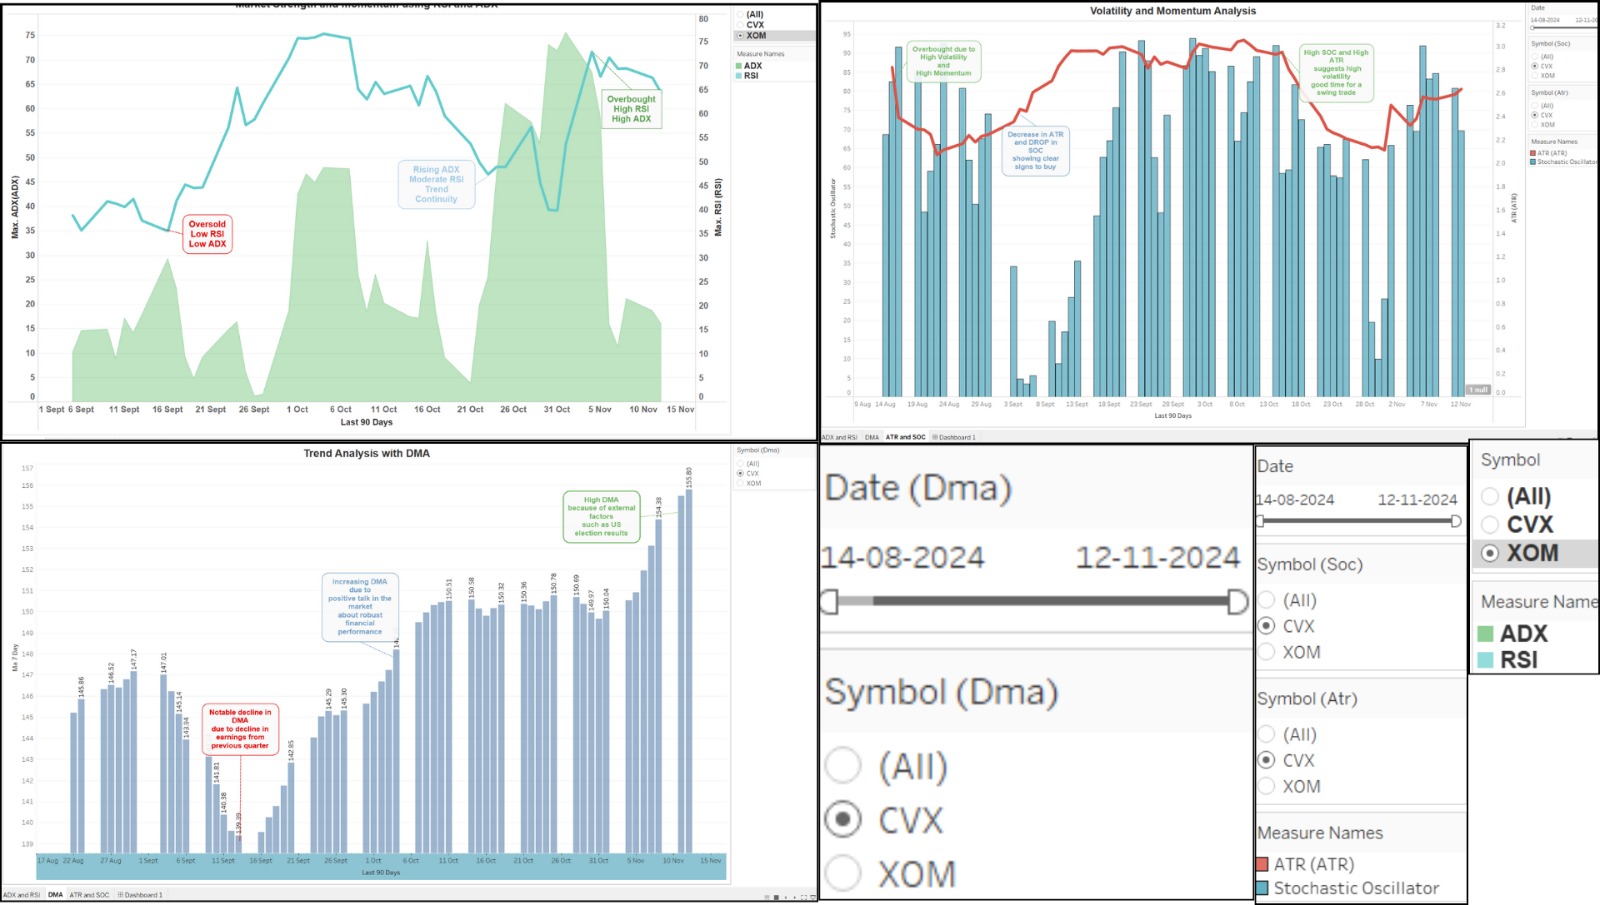 Market Strength and Momentum using RSI and ADX
75
70
65
60
55
50
45
40
35
30
25
20
15
10
5
0
Max. ADX(ADX)
80
75
70
65
60
55
50
45
40
35
30
25
20
15
10
5
0
Max. RSI (RSI)
Oversold
Low RSI
Low ADX
Rising ADX
Moderate RSI
Trend
Continuity
Overbought
High RSI
High ADX
1 Sept 6 Sept 11 Sept 16 Sept 21 Sept 26 Sept 1 Oct 6 Oct 11 Oct 16 Oct 21 Oct 26 Oct 31 Oct 5 Nov 10 Nov 15 Nov
Last 90 Days
(All)
CVX
XOM
Measure Names
ADX
RSI
Volatility and Momentum Analysis
95
90
85
80
75
70
65
60
55
50
45
40
35
30
25
20
15
10
5
0
Stochastic Oscillator
3.2
3.0
2.8
2.6
2.4
2.2
2.0
1.8
1.6
1.4
1.2
1.0
0.8
0.6
0.4
0.2
0.0
ATR (ATR)
Overbought due to
High Volatility
and
High Momentum
Decrease in ATR
and DROP in
SOC
showing clear
signs to buy
High SOC and High
ATR
suggests high
volatility
good time for a
swing trade
1 null
9 Aug 14 Aug 19 Aug 24 Aug 29 Aug 3 Sept 8 Sept 13 Sept 18 Sept 23 Sept 28 Sept 3 Oct 8 Oct 13 Oct 18 Oct 23 Oct 28 Oct 2 Nov 7 Nov 12 Nov
Last 90 Days
Date
14-08-2024 12-11-2
Symbol (Soc)
(All)
CVX
XOM
Symbol (Atr)
(All)
CVX
XOM
Measure Names
ATR (ATR)
Stochastic Oscillator
ADX and RSI DMA ATR and SOC Dashboard 1
Trend Analysis with DMA
157
156
155
154
153
152
151
150
149
148
147
146
145
144
143
142
141
140
139
Ma 7 Day
145.86
146.52
147.17
147.01
145.14
143.94
141.81
140.38
139.39
142.85
145.29
145.30
150.51
150.58
150.32
150.36
150.78
150.69
149.97
150.04
154.38
155.80
Notable decline in
DMA
due to decline in
earnings from
previous quarter
Increasing DMA
due to
positive talk in the
market
about robust
financial
performance
High DMA
because of external
factors
such as US
election results
17 Aug 22 Aug 27 Aug 1 Sept 6 Sept 11 Sept 16 Sept 21 Sept 26 Sept 1 Oct 6 Oct 11 Oct 16 Oct 21 Oct 26 Oct 31 Oct 5 Nov 10 Nov 15 Nov
Last 90 Days
Symbol (Dma)
(All)
CVX
XOM
ADX and RSI DMA ATR and SOC Dashboard 1
Date (Dma)
14-08-2024 12-11-2024
Symbol (Dma)
(All)
CVX
XOM
Date
14-08-2024 12-11-2024
Symbol (Soc)
(All)
CVX
XOM
Symbol (Atr)
(All)
CVX
XOM
Measure Names
ATR (ATR)
Stochastic Oscillator
Symbol
(All)
CVX
XOM
Measure Name
ADX
RSI